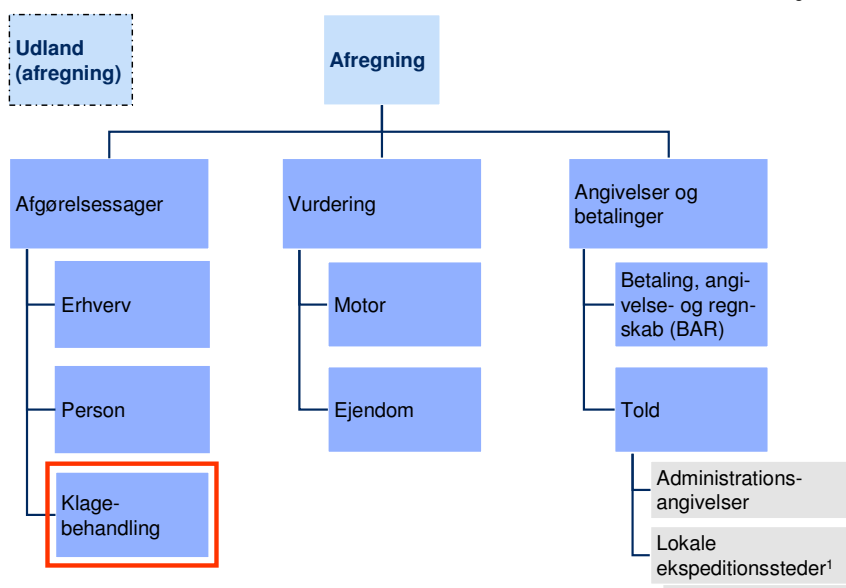 Udland
(afregning)
Afregning
Afgørelsessager
Vurdering
Angivelser og
betalinger
Erhverv
Motor
Betaling, angi-
velse- og regn-
skab (BAR)
Person
Ejendom
Told
Klage-
behandling
Administrations-
angivelser
Lokale
ekspeditionssteder¹